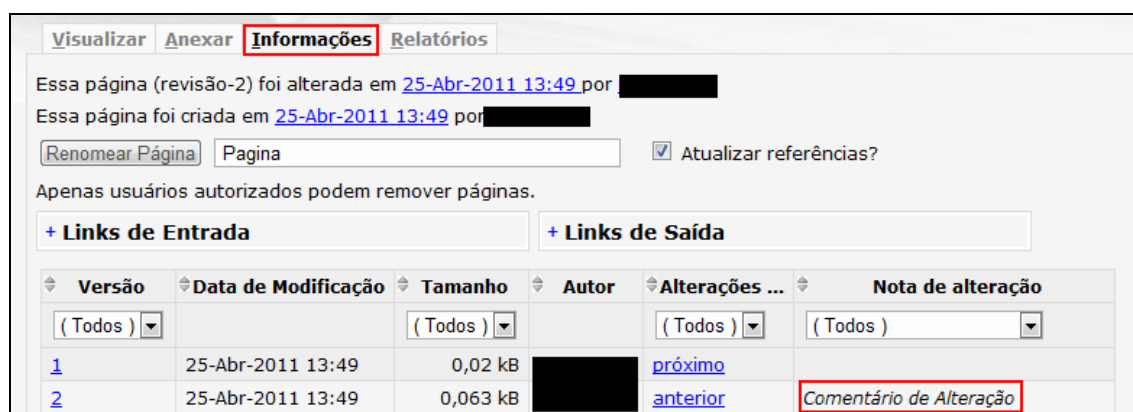 Visualizar Anexar Informações Relatórios
Essa página (revisão-2) foi alterada em 25-Abr-2011 13:49 por
Essa página foi criada em 25-Abr-2011 13:49 por
Renomear Página Pagina Atualizar referências?
Apenas usuários autorizados podem remover páginas.
+ Links de Entrada + Links de Saída
Versão Data de Modificação Tamanho Autor Alterações ... Nota de alteração
( Todos ) ( Todos ) ( Todos ) ( Todos )
1 25-Abr-2011 13:49 0,02 kB próximo
2 25-Abr-2011 13:49 0,063 kB anterior Comentário de Alteração